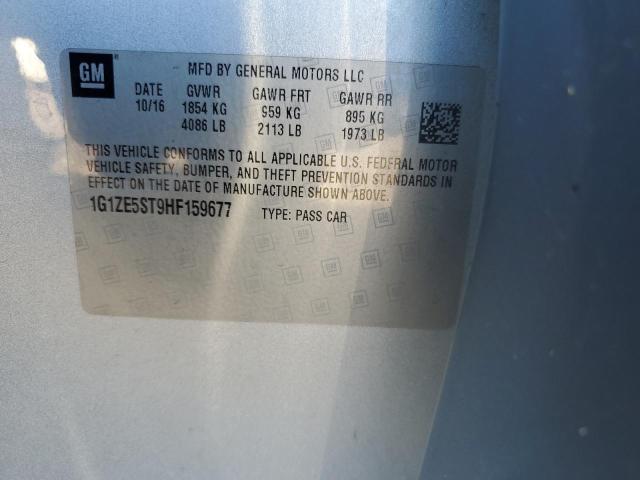 GM ® MFD BY GENERAL MOTORS LLC
DATE GVWR GAWR FRT GAWR RR
10/16 1854 KG 959 KG 895 KG
4086 LB 2113 LB 1973 LB
THIS VEHICLE CONFORMS TO ALL APPLICABLE U.S. FEDERAL MOTOR
VEHICLE SAFETY, BUMPER, AND THEFT PREVENTION STANDARDS IN
EFFECT ON THE DATE OF MANUFACTURE SHOWN ABOVE.
1G1ZE5ST9HF159677 TYPE: PASS CAR